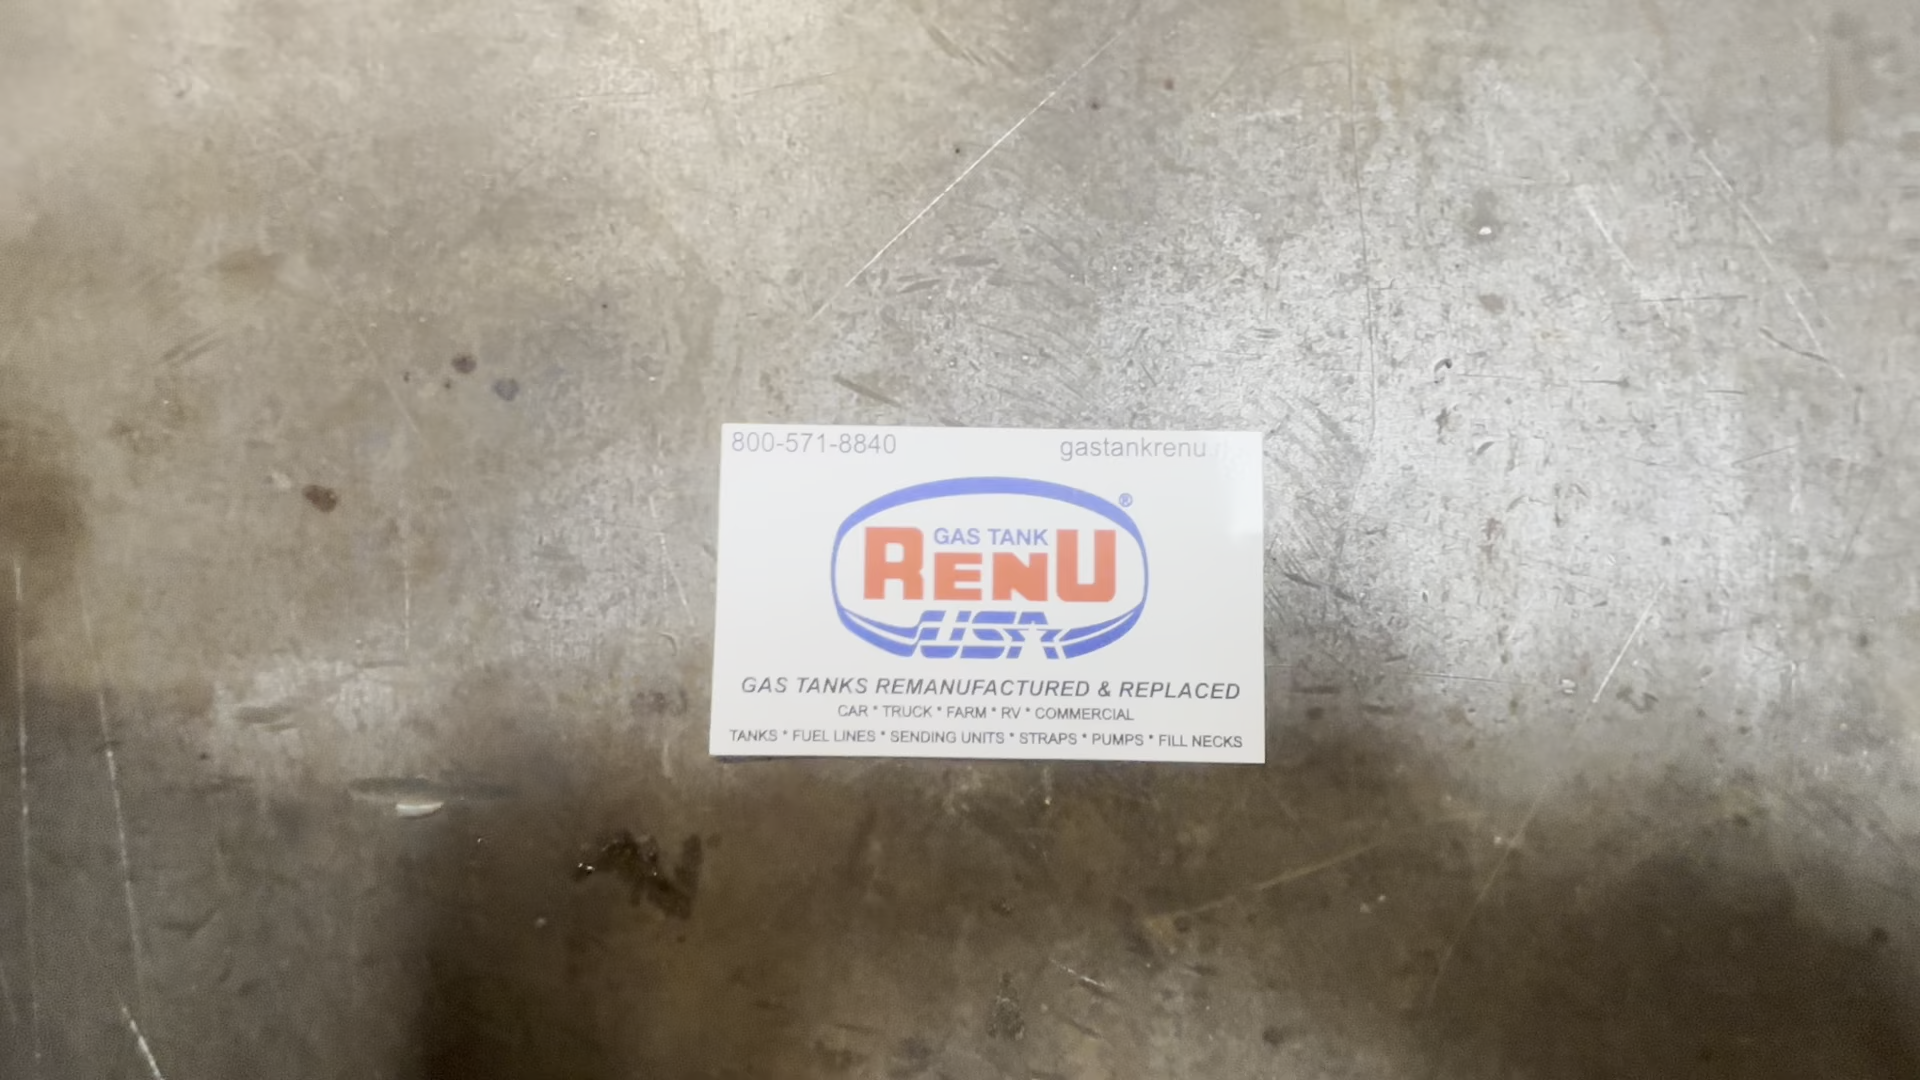 800-571-8840 gastankrenu
®
GAS TANK
RENU
USA
GAS TANKS REMANUFACTURED & REPLACED
CAR * TRUCK * FARM * RV * COMMERCIAL
TANKS * FUEL LINES * SENDING UNITS * STRAPS * PUMPS * FILL NECKS